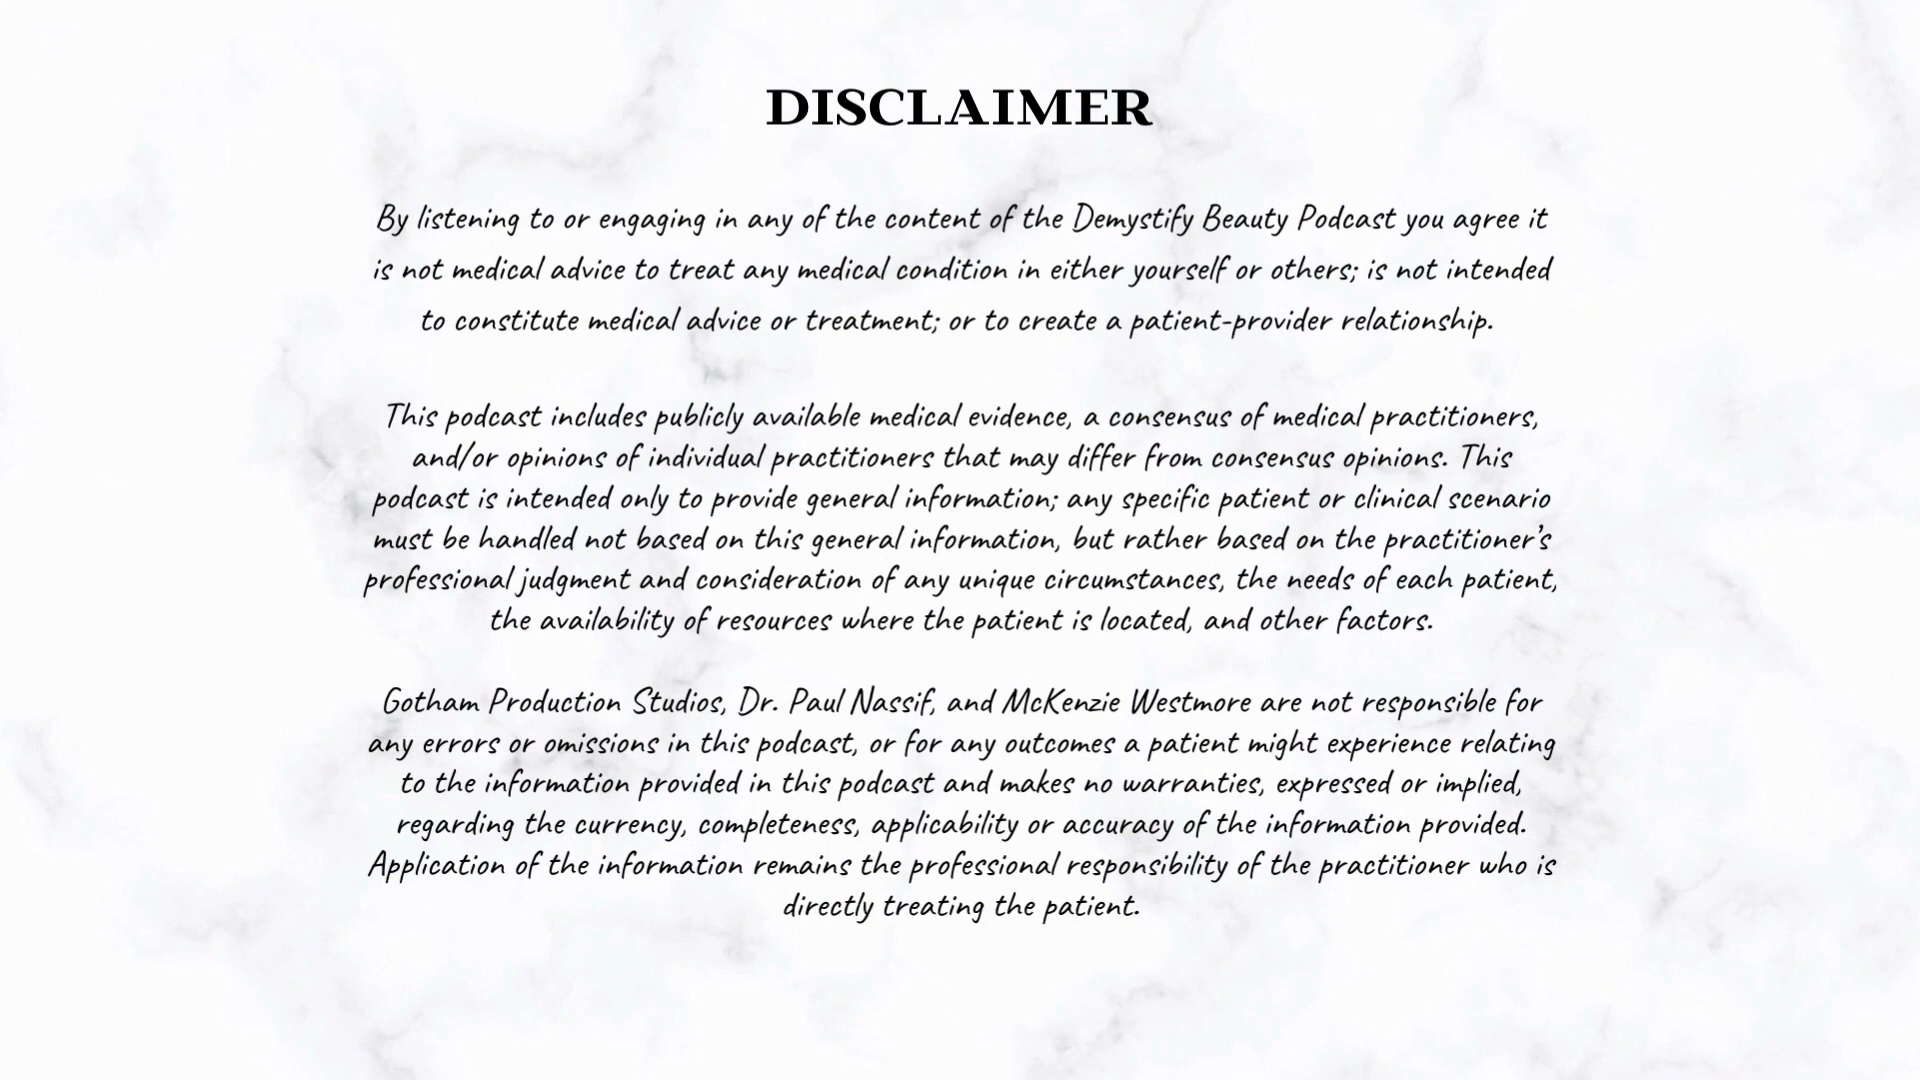 DISCLAIMER
By listening to or engaging in any of the content of the Demystify Beauty Podcast you agree it
is not medical advice to treat any medical condition in either yourself or others; is not intended
to constitute medical advice or treatment; or to create a patient-provider relationship.
This podcast includes publicly available medical evidence, a consensus of medical practitioners,
and/or opinions of individual practitioners that may differ from consensus opinions. This
podcast is intended only to provide general information; any specific patient or clinical scenario
must be handled not based on this general information, but rather based on the practitioner’s
professional judgment and consideration of any unique circumstances, the needs of each patient,
the availability of resources where the patient is located, and other factors.
Gotham Production Studios, Dr. Paul Nassif, and McKenzie Westmore are not responsible for
any errors or omissions in this podcast, or for any outcomes a patient might experience relating
to the information provided in this podcast and makes no warranties, expressed or implied,
regarding the currency, completeness, applicability or accuracy of the information provided.
Application of the information remains the professional responsibility of the practitioner who is
directly treating the patient.